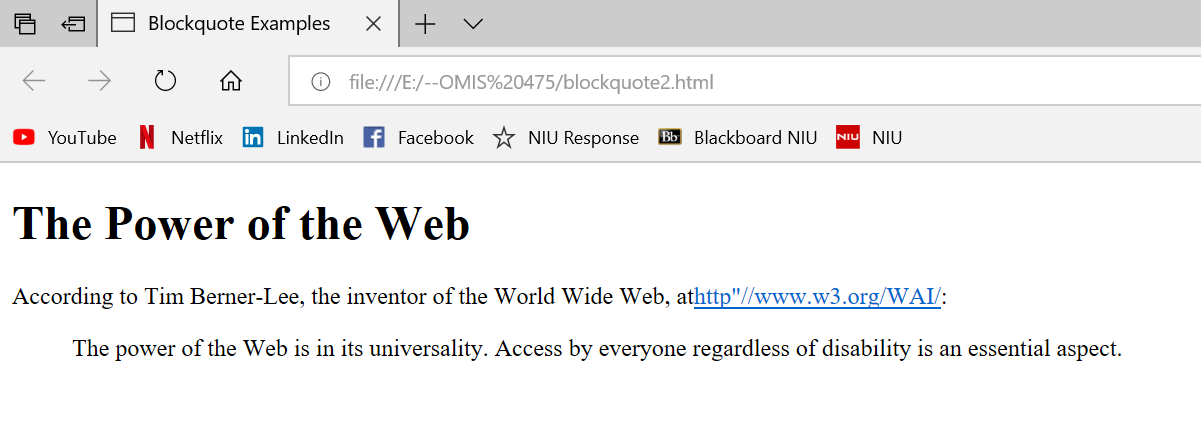 Blockquote Examples
file:///E:/--OMIS%20475/blockquote2.html
YouTube Netflix in LinkedIn f Facebook NIU Response Bb Blackboard NIU NIU NIU
The Power of the Web
According to Tim Berner-Lee, the inventor of the World Wide Web, athttp"//www.w3.org/WAI/:
The power of the Web is in its universality. Access by everyone regardless of disability is an essential aspect.